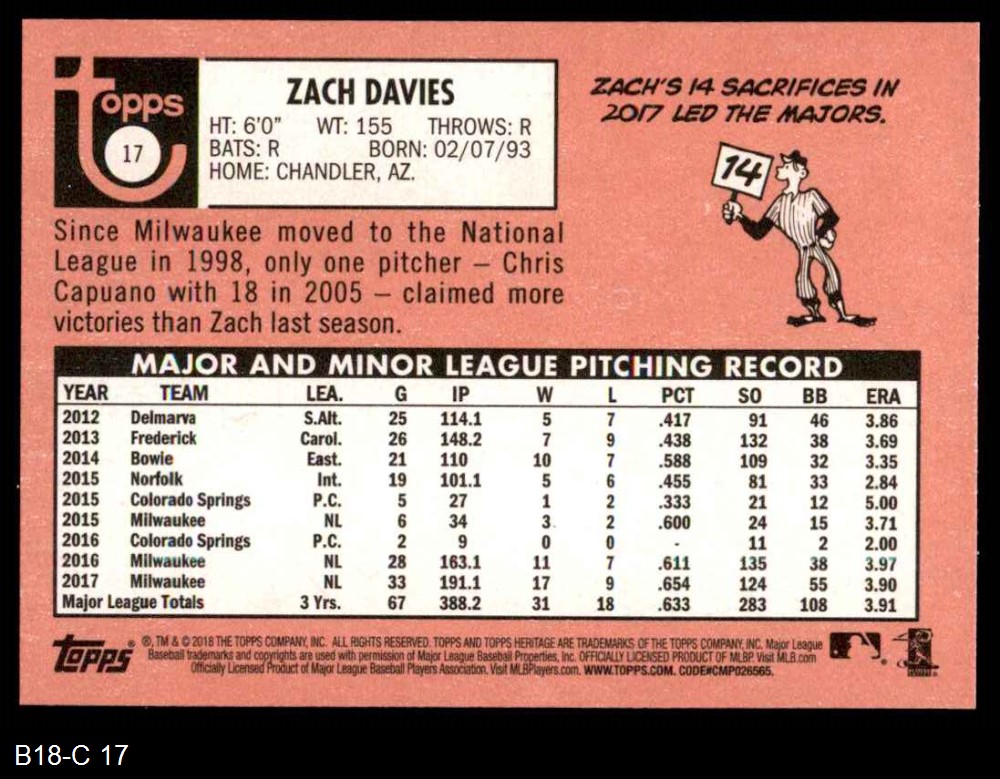 topps
17
ZACH DAVIES
HT: 6'0" WT: 155 THROWS: R
BATS: R BORN: 02/07/93
HOME: CHANDLER, AZ.
ZACH'S 14 SACRIFICES IN
2017 LED THE MAJORS.
14
Since Milwaukee moved to the National
League in 1998, only one pitcher – Chris
Capuano with 18 in 2005 – claimed more
victories than Zach last season.
MAJOR AND MINOR LEAGUE PITCHING RECORD
YEAR TEAM LEA. G IP W L PCT SO BB ERA
2012 Delmarva S.Alt. 25 114.1 5 7 .417 91 46 3.86
2013 Frederick Carol. 26 148.2 7 9 .438 132 38 3.69
2014 Bowie East. 21 110 10 7 .588 109 32 3.35
2015 Norfolk Int. 19 101.1 5 6 .455 81 33 2.84
2015 Colorado Springs P.C. 5 27 1 2 .333 21 12 5.00
2015 Milwaukee NL 6 34 3 2 .600 24 15 3.71
2016 Colorado Springs P.C. 2 9 0 0 - 11 2 2.00
2016 Milwaukee NL 28 163.1 11 7 .611 135 38 3.97
2017 Milwaukee NL 33 191.1 17 9 .654 124 55 3.90
Major League Totals 3 Yrs. 67 388.2 31 18 .633 283 108 3.91
TOPPS ® ®, TM & © 2018 THE TOPPS COMPANY, INC. ALL RIGHTS RESERVED. TOPPS AND TOPPS HERITAGE ARE TRADEMARKS OF THE TOPPS COMPANY, INC. Major League
Baseball trademarks and copyrights are used with permission of Major League Baseball Properties, Inc. OFFICIALLY LICENSED PRODUCT OF MLBP. Visit MLB.com
Officially Licensed Product of Major League Baseball Players Association. Visit MLBPlayers.com. WWW.TOPPS.COM. CODE#CMP026565.
B18-C 17